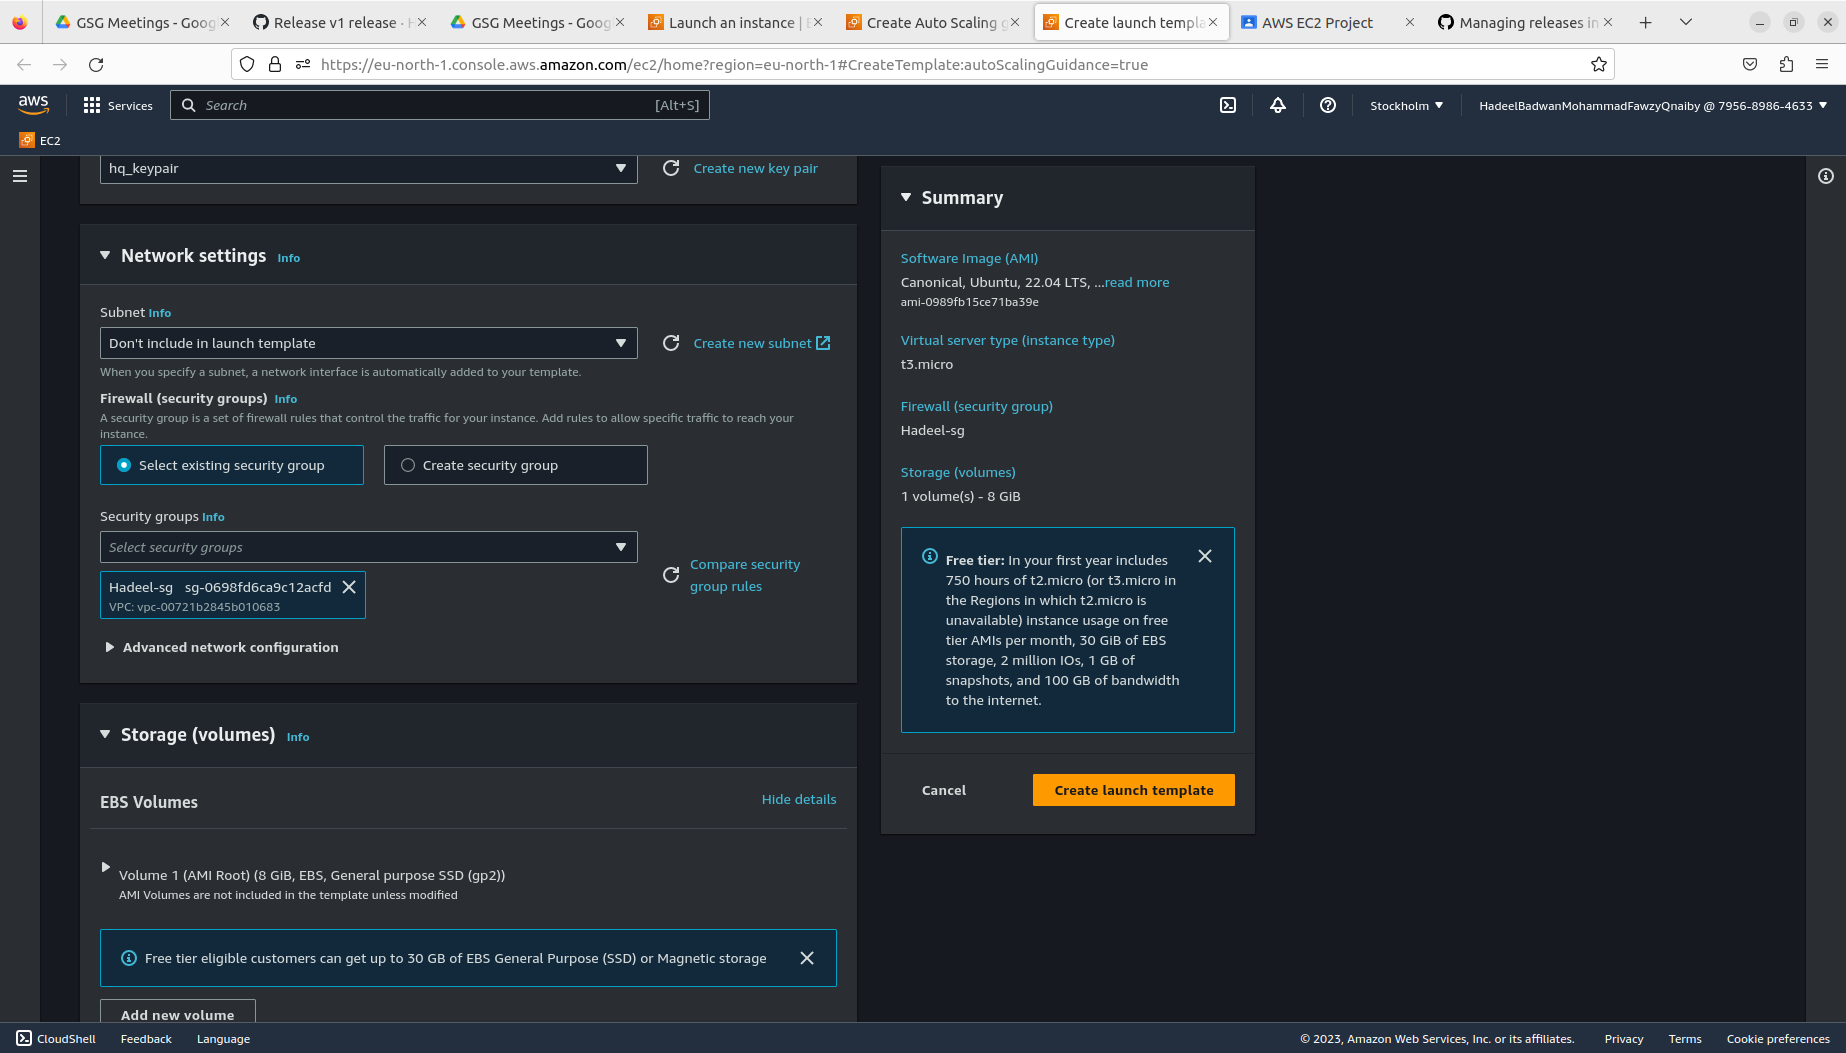 GSG Meetings - Goog
Release v1 release · H
GSG Meetings - Goog
Launch an instance | E
Create Auto Scaling g
Create launch templa
AWS EC2 Project
Managing releases in
https://eu-north-1.console.aws.amazon.com/ec2/home?region=eu-north-1#CreateTemplate:autoScalingGuidance=true
aws
Services
Search
[Alt+S]
Stockholm
HadeelBadwanMohammadFawzyQnaiby @ 7956-8986-4633
EC2
hq_keypair
Create new key pair
Network settings Info
Subnet Info
Don't include in launch template
Create new subnet
When you specify a subnet, a network interface is automatically added to your template.
Firewall (security groups) Info
A security group is a set of firewall rules that control the traffic for your instance. Add rules to allow specific traffic to reach your
instance.
Select existing security group
Create security group
Security groups Info
Select security groups
Compare security
group rules
Hadeel-sg sg-0698fd6ca9c12acfd
VPC: vpc-00721b2845b010683
Advanced network configuration
Storage (volumes) Info
EBS Volumes
Hide details
Volume 1 (AMI Root) (8 GiB, EBS, General purpose SSD (gp2))
AMI Volumes are not included in the template unless modified
Free tier eligible customers can get up to 30 GB of EBS General Purpose (SSD) or Magnetic storage
Add new volume
Summary
Software Image (AMI)
Canonical, Ubuntu, 22.04 LTS, ...read more
ami-0989fb15ce71ba39e
Virtual server type (instance type)
t3.micro
Firewall (security group)
Hadeel-sg
Storage (volumes)
1 volume(s) - 8 GiB
Free tier: In your first year includes
750 hours of t2.micro (or t3.micro in
the Regions in which t2.micro is
unavailable) instance usage on free
tier AMIs per month, 30 GiB of EBS
storage, 2 million IOs, 1 GB of
snapshots, and 100 GB of bandwidth
to the internet.
Cancel
Create launch template
CloudShell
Feedback
Language
© 2023, Amazon Web Services, Inc. or its affiliates.
Privacy
Terms
Cookie preferences